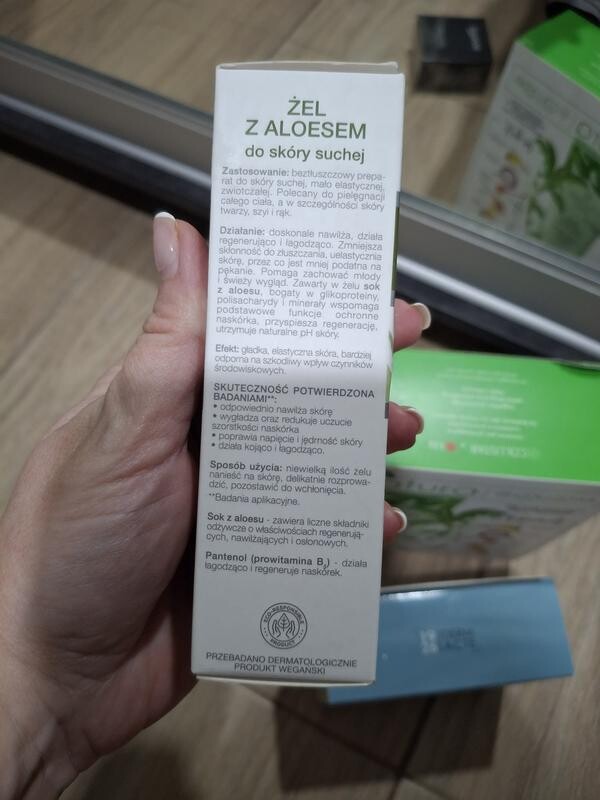 ŻEL
Z ALOESEM
do skóry suchej
Zastosowanie: beztłuszczowy prepa-
rat do skóry suchej, mało elastycznej,
zwiotczałej. Polecany do pielęgnacji
całego ciała, a w szczególności skóry
twarzy, szyi i rąk.
Działanie: doskonale nawilża, działa
regenerująco i łagodząco. Zmniejsza
skłonność do złuszczania, uelastycznia
skórę, przez co jest mniej podatna na
pękanie. Pomaga zachować młody
i świeży wygląd. Zawarty w żelu sok
z aloesu, bogaty w glikoproteiny,
polisacharydy i minerały wspomaga
podstawowe funkcje ochronne
naskórka, przyspiesza regenerację,
utrzymuje naturalne pH skóry.
Efekt: gładka, elastyczna skóra, bardziej
odporna na szkodliwy wpływ czynników
środowiskowych.
SKUTECZNOŚĆ POTWIERDZONA
BADANIAMI**:
• odpowiednio nawilża skórę
• wygładza oraz redukuje uczucie
szorstkości naskórka
• poprawia napięcie i jędrność skóry
• działa kojąco i łagodząco.
Sposób użycia: niewielką ilość żelu
nanieść na skórę, delikatnie rozprowa-
dzić, pozostawić do wchłonięcia.
**Badania aplikacyjne.
Sok z aloesu - zawiera liczne składniki
odżywcze o właściwościach regenerują-
cych, nawilżających i osłonowych.
Pantenol (prowitamina B5) - działa
łagodząco i regeneruje naskórek.
ECO-RESPONSIBLE
PRODUCT
PRZEBADANO DERMATOLOGICZNIE
PRODUKT WEGAŃSKI